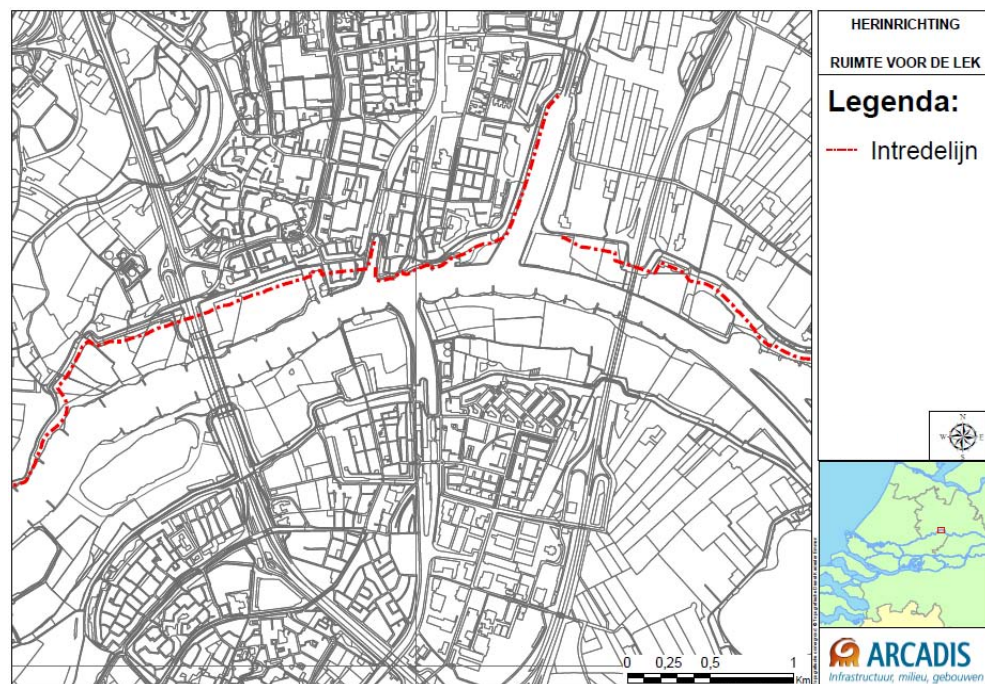 HERINRICHTING
RUIMTE VOOR DE LEK
Legenda:
Intredelijn
N
W E
S
0 0,25 0,5 1
Km
ARCADIS
Infrastructuur, milieu, gebouwen